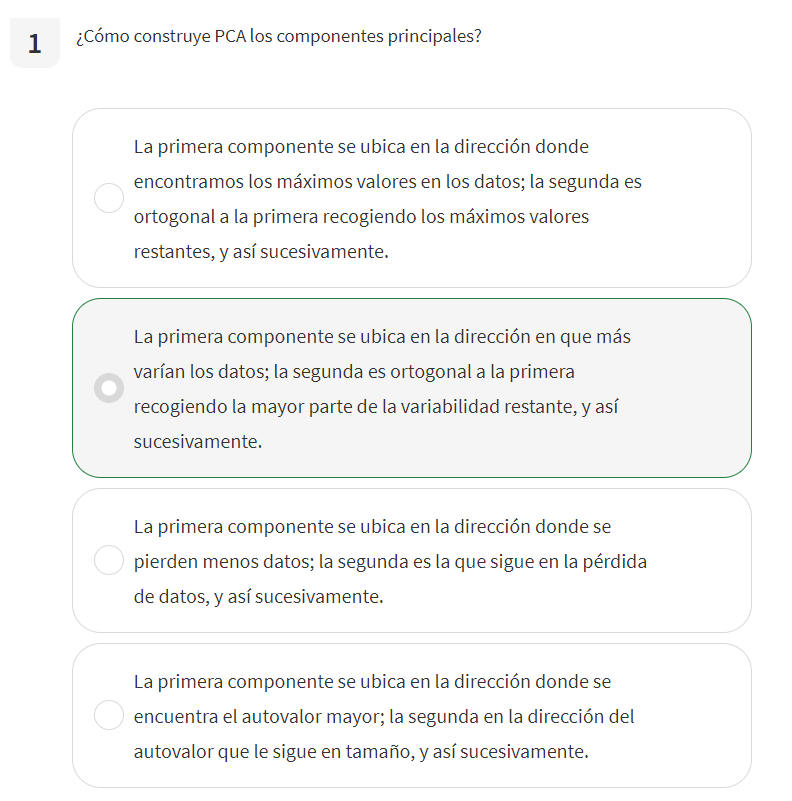 1
¿Cómo construye PCA los componentes principales?
La primera componente se ubica en la dirección donde
encontramos los máximos valores en los datos; la segunda es
ortogonal a la primera recogiendo los máximos valores
restantes, y así sucesivamente.
La primera componente se ubica en la dirección en que más
varían los datos; la segunda es ortogonal a la primera
recogiendo la mayor parte de la variabilidad restante, y así
sucesivamente.
La primera componente se ubica en la dirección donde se
pierden menos datos; la segunda es la que sigue en la pérdida
de datos, y así sucesivamente.
La primera componente se ubica en la dirección donde se
encuentra el autovalor mayor; la segunda en la dirección del
autovalor que le sigue en tamaño, y así sucesivamente.